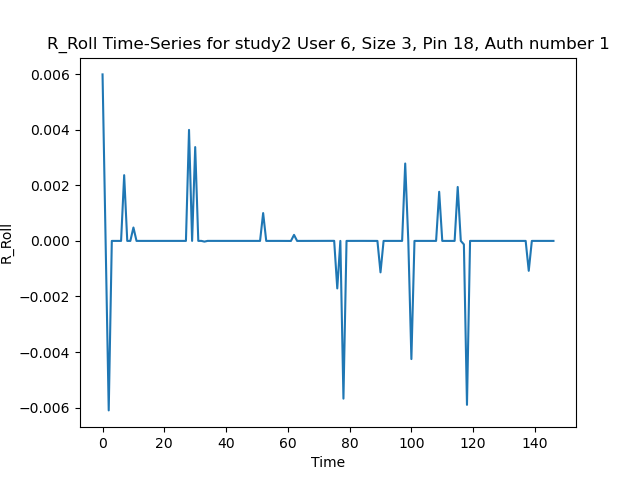 R_Roll Time-Series for study2 User 6, Size 3, Pin 18, Auth number 1
0.006
0.004
0.002
0.000
−0.002
−0.004
−0.006
R_Roll
0 20 40 60 80 100 120 140
Time